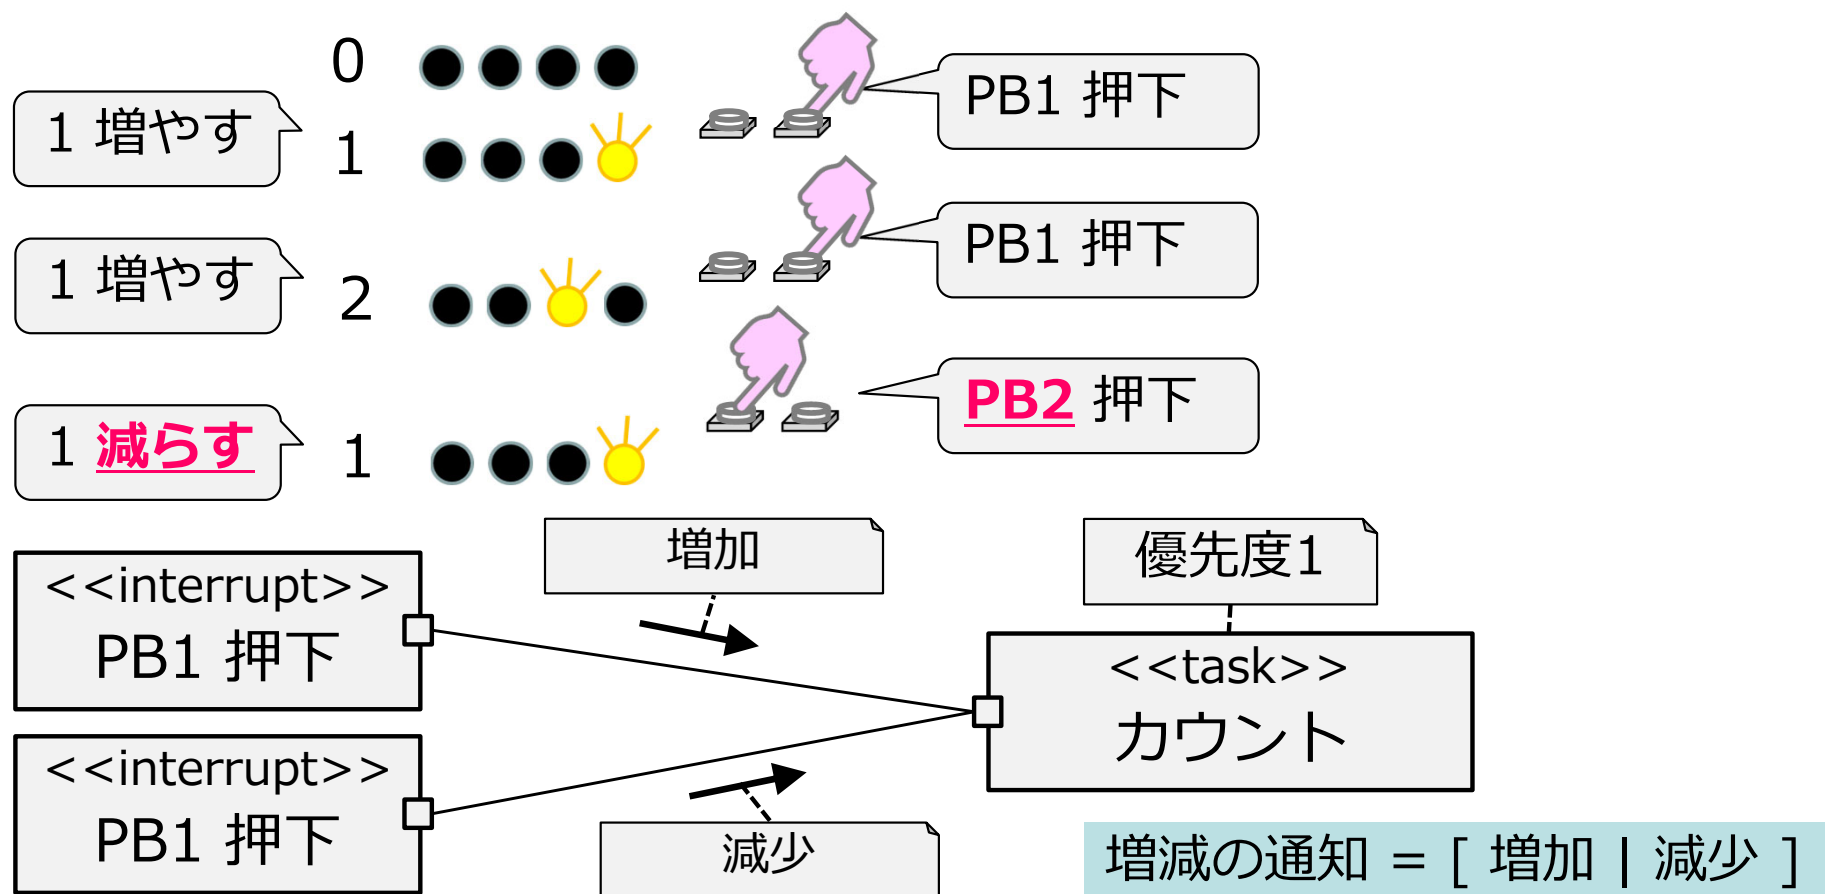 0
PB1 押下
1 増やす
1
PB1 押下
1 増やす
2
PB2 押下
1 減らす
1
増加
優先度1
<<interrupt>>
PB1 押下
<<task>>
カウント
<<interrupt>>
PB1 押下
減少
増減の通知 = [ 増加 | 減少 ]